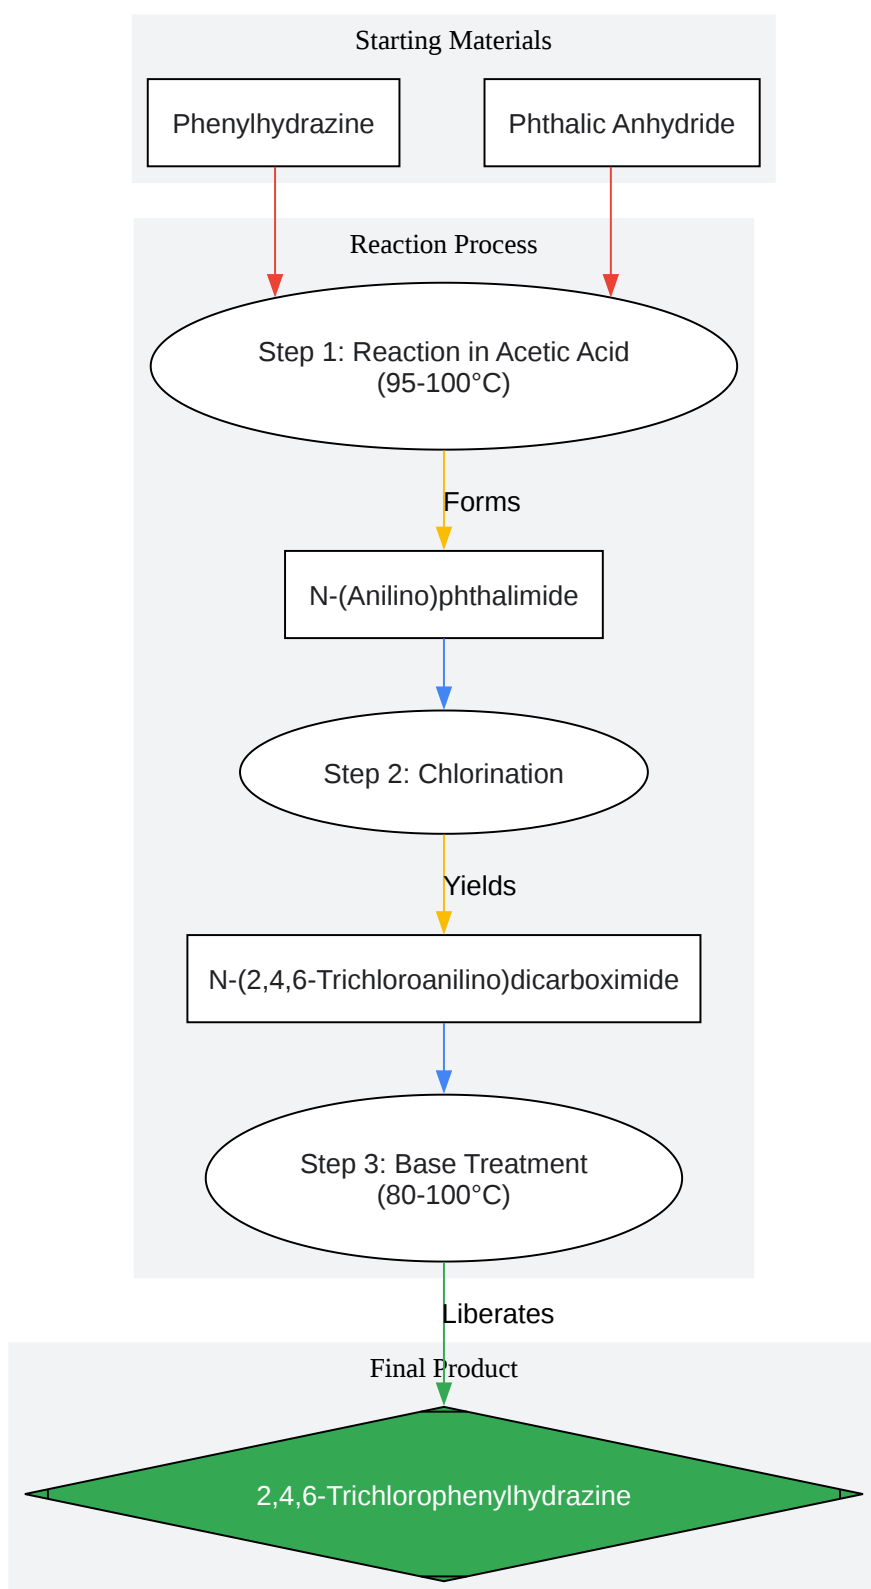 Starting Materials
Phenylhydrazine
Phthalic Anhydride
Reaction Process
Step 1: Reaction in Acetic Acid
(95-100°C)
Forms
N-(Anilino)phthalimide
Step 2: Chlorination
Yields
N-(2,4,6-Trichloroanilino)dicarboximide
Step 3: Base Treatment
(80-100°C)
Liberates
Final Product
2,4,6-Trichlorophenylhydrazine